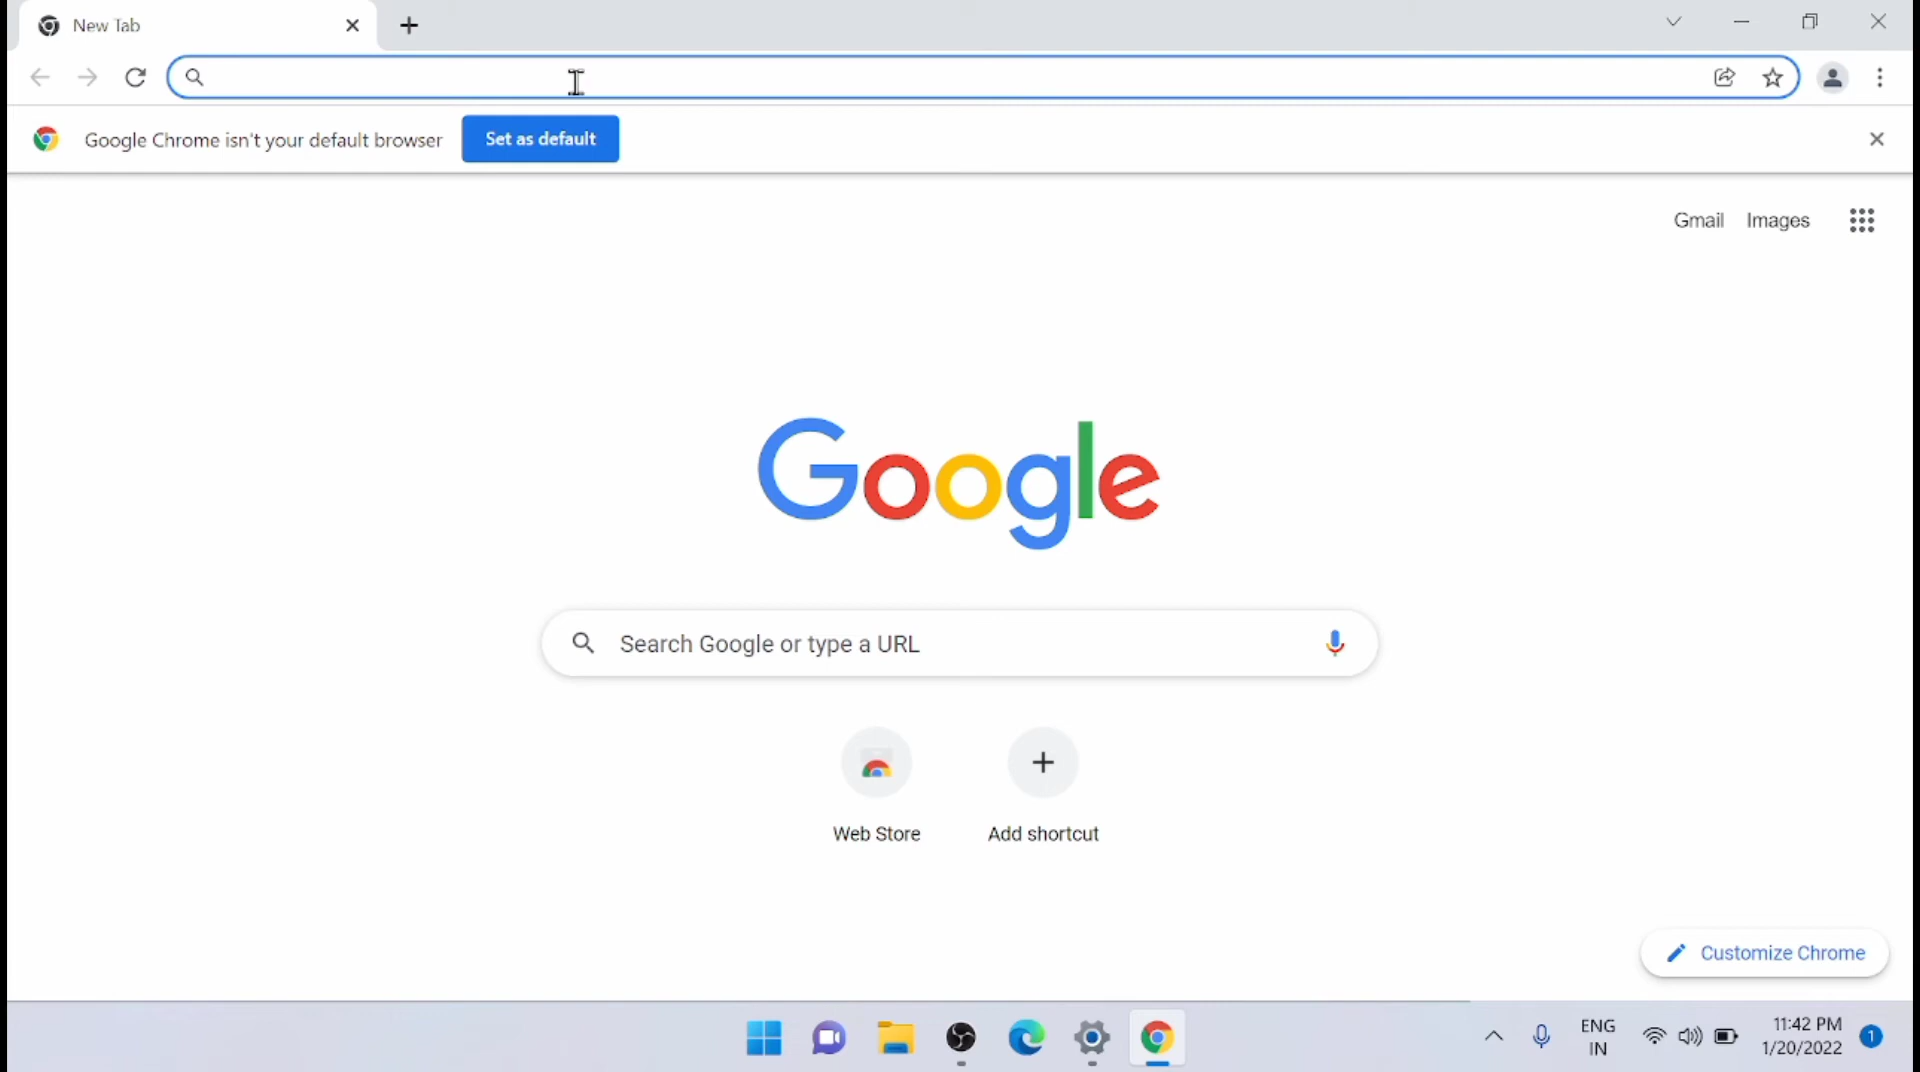 New Tab
Google Chrome isn't your default browser
Set as default
Gmail
Images
Google
Search Google or type a URL
Web Store
Add shortcut
Customize Chrome
ENG
IN
11:42 PM
1/20/2022
1